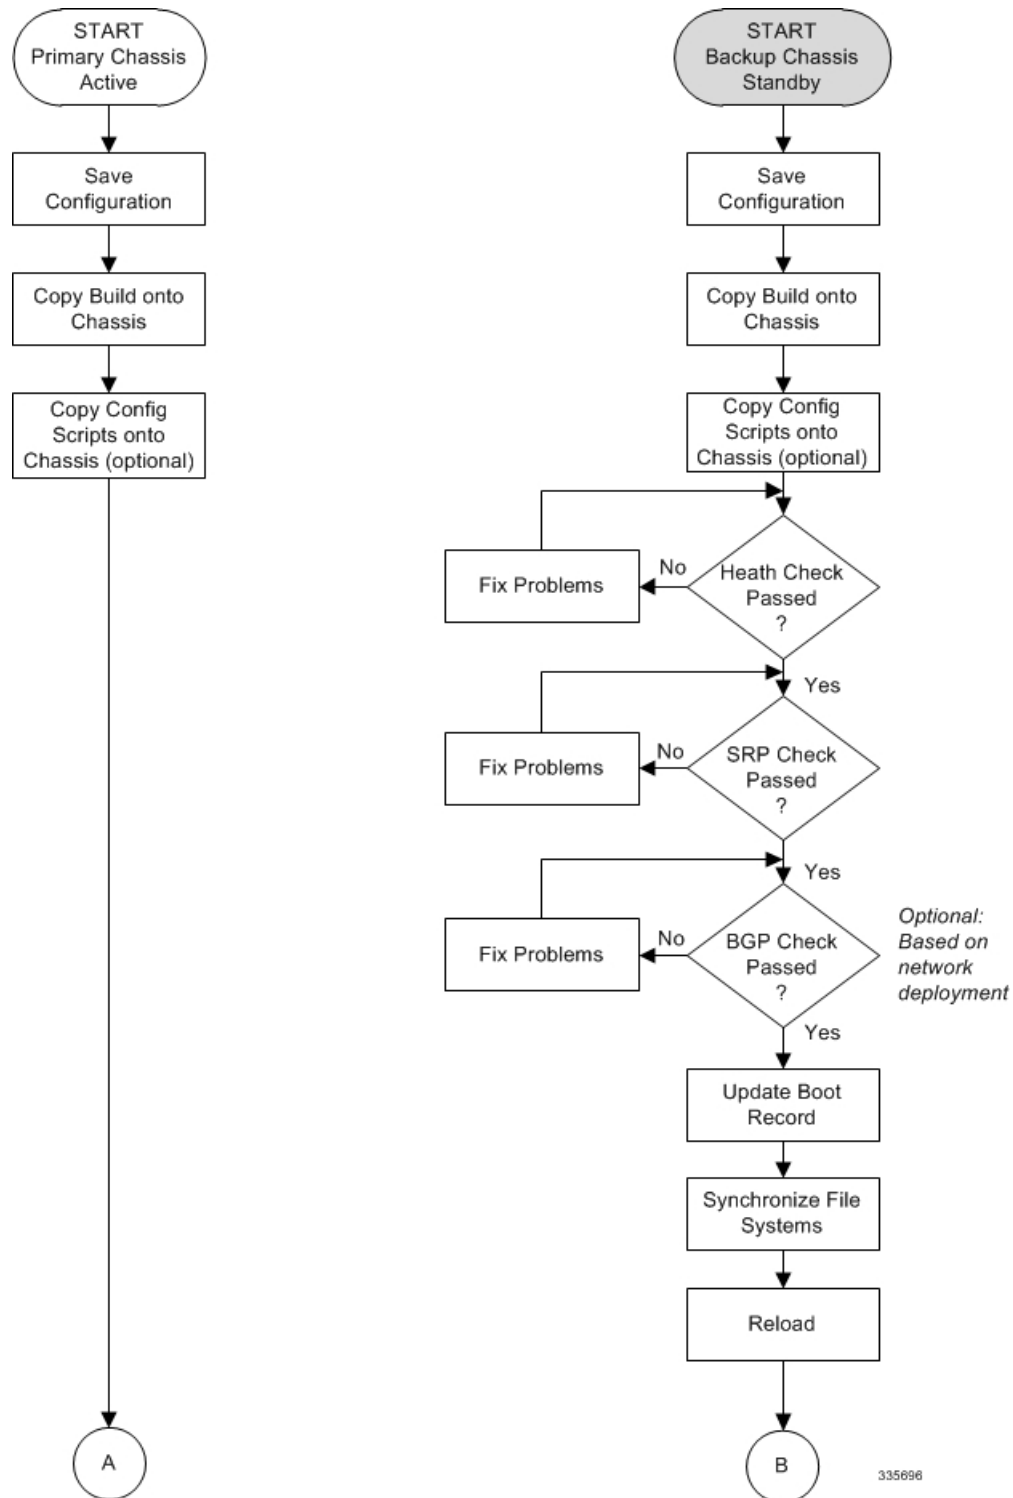 START
Primary Chassis
Active
Save
Configuration
Copy Build onto
Chassis
Copy Config
Scripts onto
Chassis (optional)
A
START
Backup Chassis
Standby
Save
Configuration
Copy Build onto
Chassis
Copy Config
Scripts onto
Chassis (optional)
Heath Check
Passed
?
No
Fix Problems
Yes
SRP Check
Passed
?
No
Fix Problems
Yes
BGP Check
Passed
?
No
Fix Problems
Optional:
Based on
network
deployment
Yes
Update Boot
Record
Synchronize File
Systems
Reload
B
335696